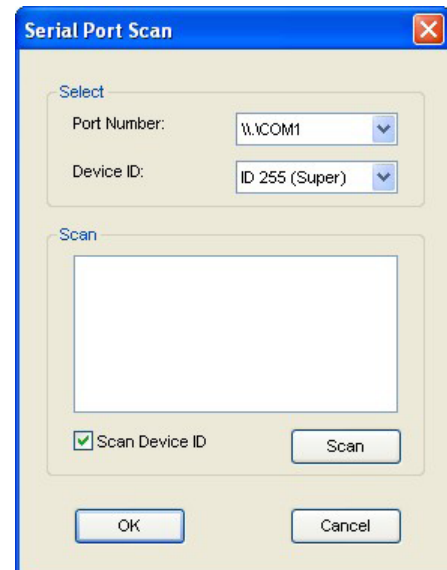 Serial Port Scan
Select
Port Number:
\\.\COM1
Device ID:
ID 255 (Super)
Scan
Scan Device ID
Scan
OK
Cancel